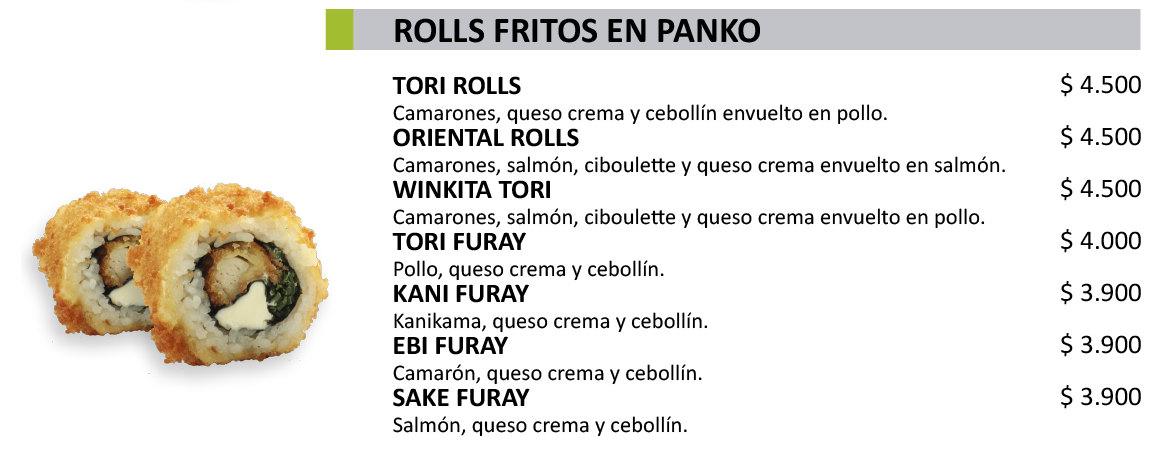 ROLLS FRITOS EN PANKO
TORI ROLLS $ 4.500
Camarones, queso crema y cebollín envuelto en pollo.
ORIENTAL ROLLS $ 4.500
Camarones, salmón, ciboulette y queso crema envuelto en salmón.
WINKITA TORI $ 4.500
Camarones, salmón, ciboulette y queso crema envuelto en pollo.
TORI FURAY $ 4.000
Pollo, queso crema y cebollín.
KANI FURAY $ 3.900
Kanikama, queso crema y cebollín.
EBI FURAY $ 3.900
Camarón, queso crema y cebollín.
SAKE FURAY $ 3.900
Salmón, queso crema y cebollín.